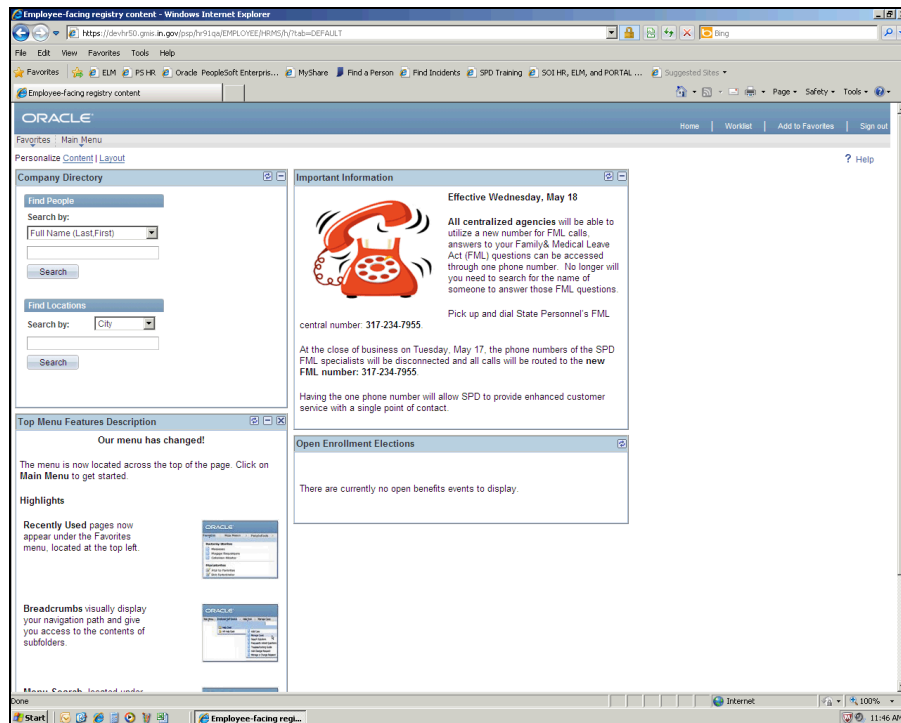 Employee-facing registry content - Windows Internet Explorer
https://devhr50.gmis.in.gov/psp/hr91qa/EMPLOYEE/HRMS/h/?tab=DEFAULT
Bing
File Edit View Favorites Tools Help
Favorites ELM PS HR Oracle PeopleSoft Enterpris... MyShare Find a Person Find Incidents SPD Training SOI HR, ELM, and PORTAL ... Suggested Sites
Employee-facing registry content
Page Safety Tools
ORACLE
Home | Worklist | Add to Favorites | Sign out
Favorites Main Menu
Personalize Content | Layout
? Help
Company Directory
Find People
Search by:
Full Name (Last,First)
Search
Find Locations
Search by: City
Search
Important Information
Effective Wednesday, May 18
All centralized agencies will be able to
utilize a new number for FML calls,
answers to your Family& Medical Leave
Act (FML) questions can be accessed
through one phone number. No longer will
you need to search for the name of
someone to answer those FML questions.
Pick up and dial State Personnel's FML
central number: 317-234-7955.
At the close of business on Tuesday, May 17, the phone numbers of the SPD
FML specialists will be disconnected and all calls will be routed to the new
FML number: 317-234-7955.
Having the one phone number will allow SPD to provide enhanced customer
service with a single point of contact.
Top Menu Features Description
Our menu has changed!
The menu is now located across the top of the page. Click on
Main Menu to get started.
Highlights
Recently Used pages now
appear under the Favorites
menu, located at the top left.
ORACLE
Breadcrumbs visually display
your navigation path and give
you access to the contents of
subfolders.
ORACLE
Menu Search, located under
Open Enrollment Elections
There are currently no open benefits events to display.
Done
Internet
100%
Start
Employee-facing regi...
11:46 AM